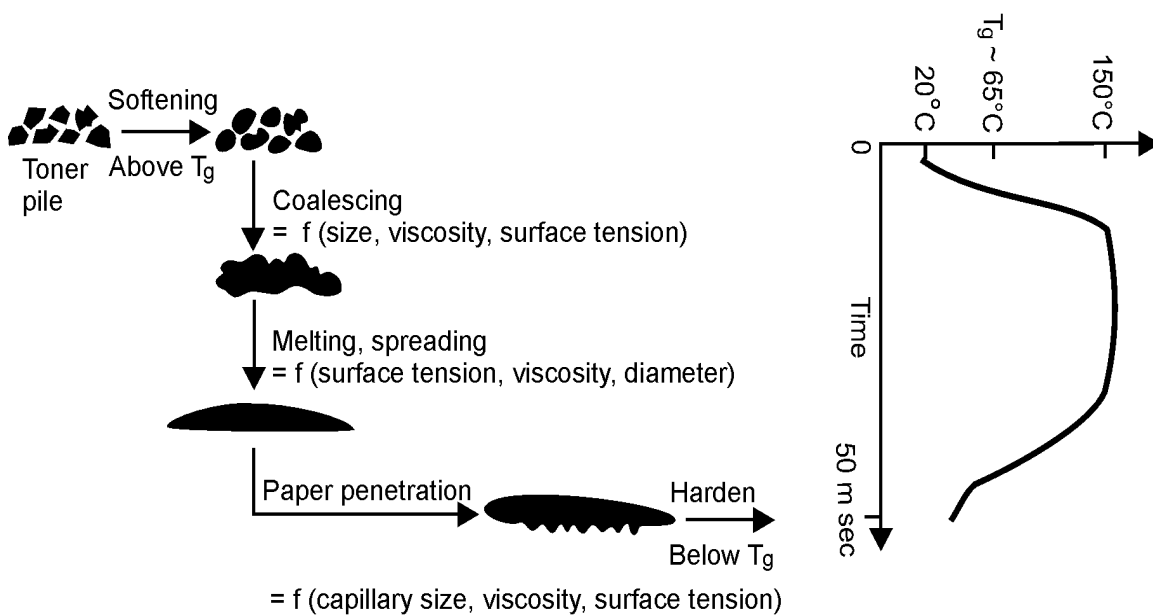 Softening
Toner
pile
Above Tg
Coalescing
= f (size, viscosity, surface tension)
Melting, spreading
= f (surface tension, viscosity, diameter)
Paper penetration
Harden
Below Tg
= f (capillary size, viscosity, surface tension)
20°C
Tg ~ 65°C
150°C
0
Time
50 m sec